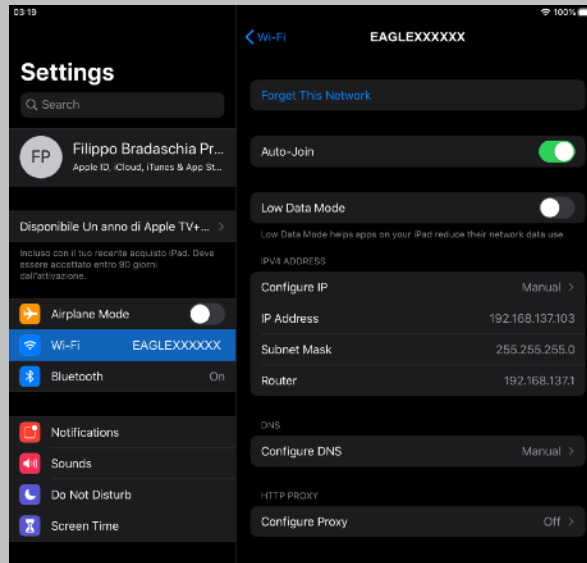 03:19
100%
Settings
Search
FP
Filippo Bradaschia Pr...
Apple ID, iCloud, iTunes & App St...
Disponibile Un anno di Apple TV+...
Incluso con il tuo recente acquisto iPad. Deve
essere accettato entro 90 giorni
dall'attivazione.
Airplane Mode
Wi-Fi EAGLEXXXXXX
Bluetooth On
Notifications
Sounds
Do Not Disturb
Screen Time
Wi-Fi
EAGLEXXXXXX
Forget This Network
Auto-Join
Low Data Mode
Low Data Mode helps apps on your iPad reduce their network data use.
IPV4 ADDRESS
Configure IP Manual
IP Address 192.168.137.103
Subnet Mask 255.255.255.0
Router 192.168.137.1
DNS
Configure DNS Manual
HTTP PROXY
Configure Proxy Off